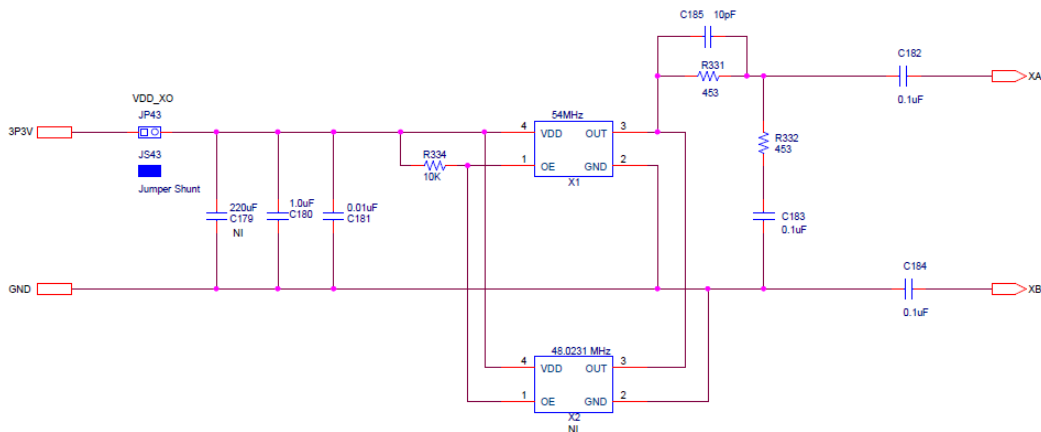 C185 10pF
R331
453
C182
0.1uF
XA
VDD_XO
JP43
3P3V
JS43
Jumper Shunt
54MHz
4 VDD OUT 3
1 OE GND 2
X1
R334
10K
R332
453
220uF
C179
NI
1.0uF
C180
0.01uF
C181
C183
0.1uF
GND
C184
0.1uF
XB
48.0231 MHz
4 VDD OUT 3
1 OE GND 2
X2
NI